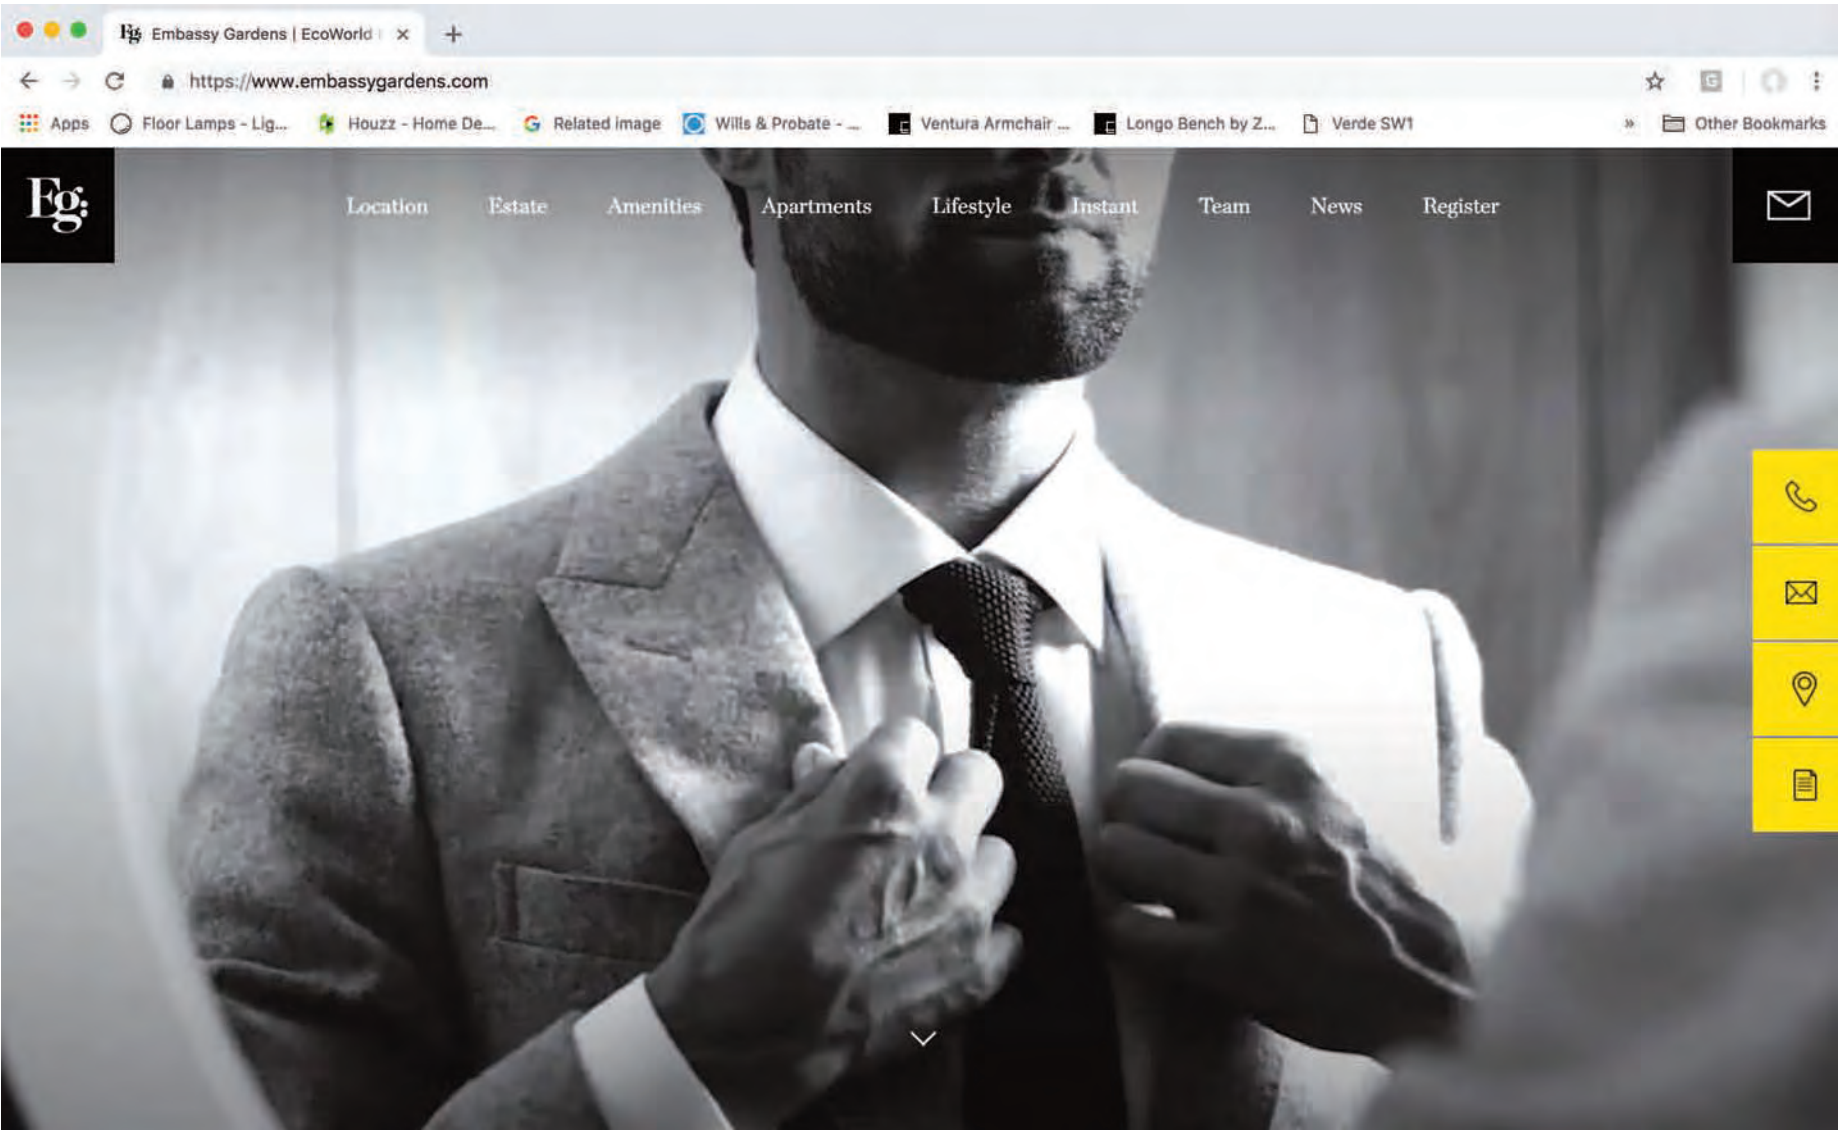 Eg: Embassy Gardens | EcoWorld
https://www.embassygardens.com
Apps Floor Lamps - Lig... Houzz - Home De... Related image Wills & Probate - ... Ventura Armchair ... Longo Bench by Z... Verde SW1 » Other Bookmarks
Eg: Location Estate Amenities Apartments Lifestyle Instant Team News Register